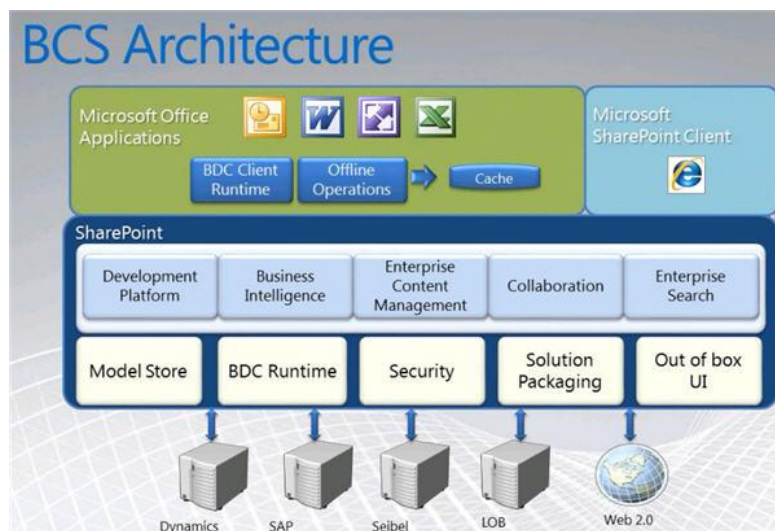 BCS Architecture
Microsoft Office
Applications
Microsoft
SharePoint Client
BDC Client
Runtime
Offline
Operations
Cache
SharePoint
Development
Platform
Business
Intelligence
Enterprise
Content
Management
Collaboration
Enterprise
Search
Model Store
BDC Runtime
Security
Solution
Packaging
Out of box
UI
Dynamics
SAP
Seibel
LOB
Web 2.0